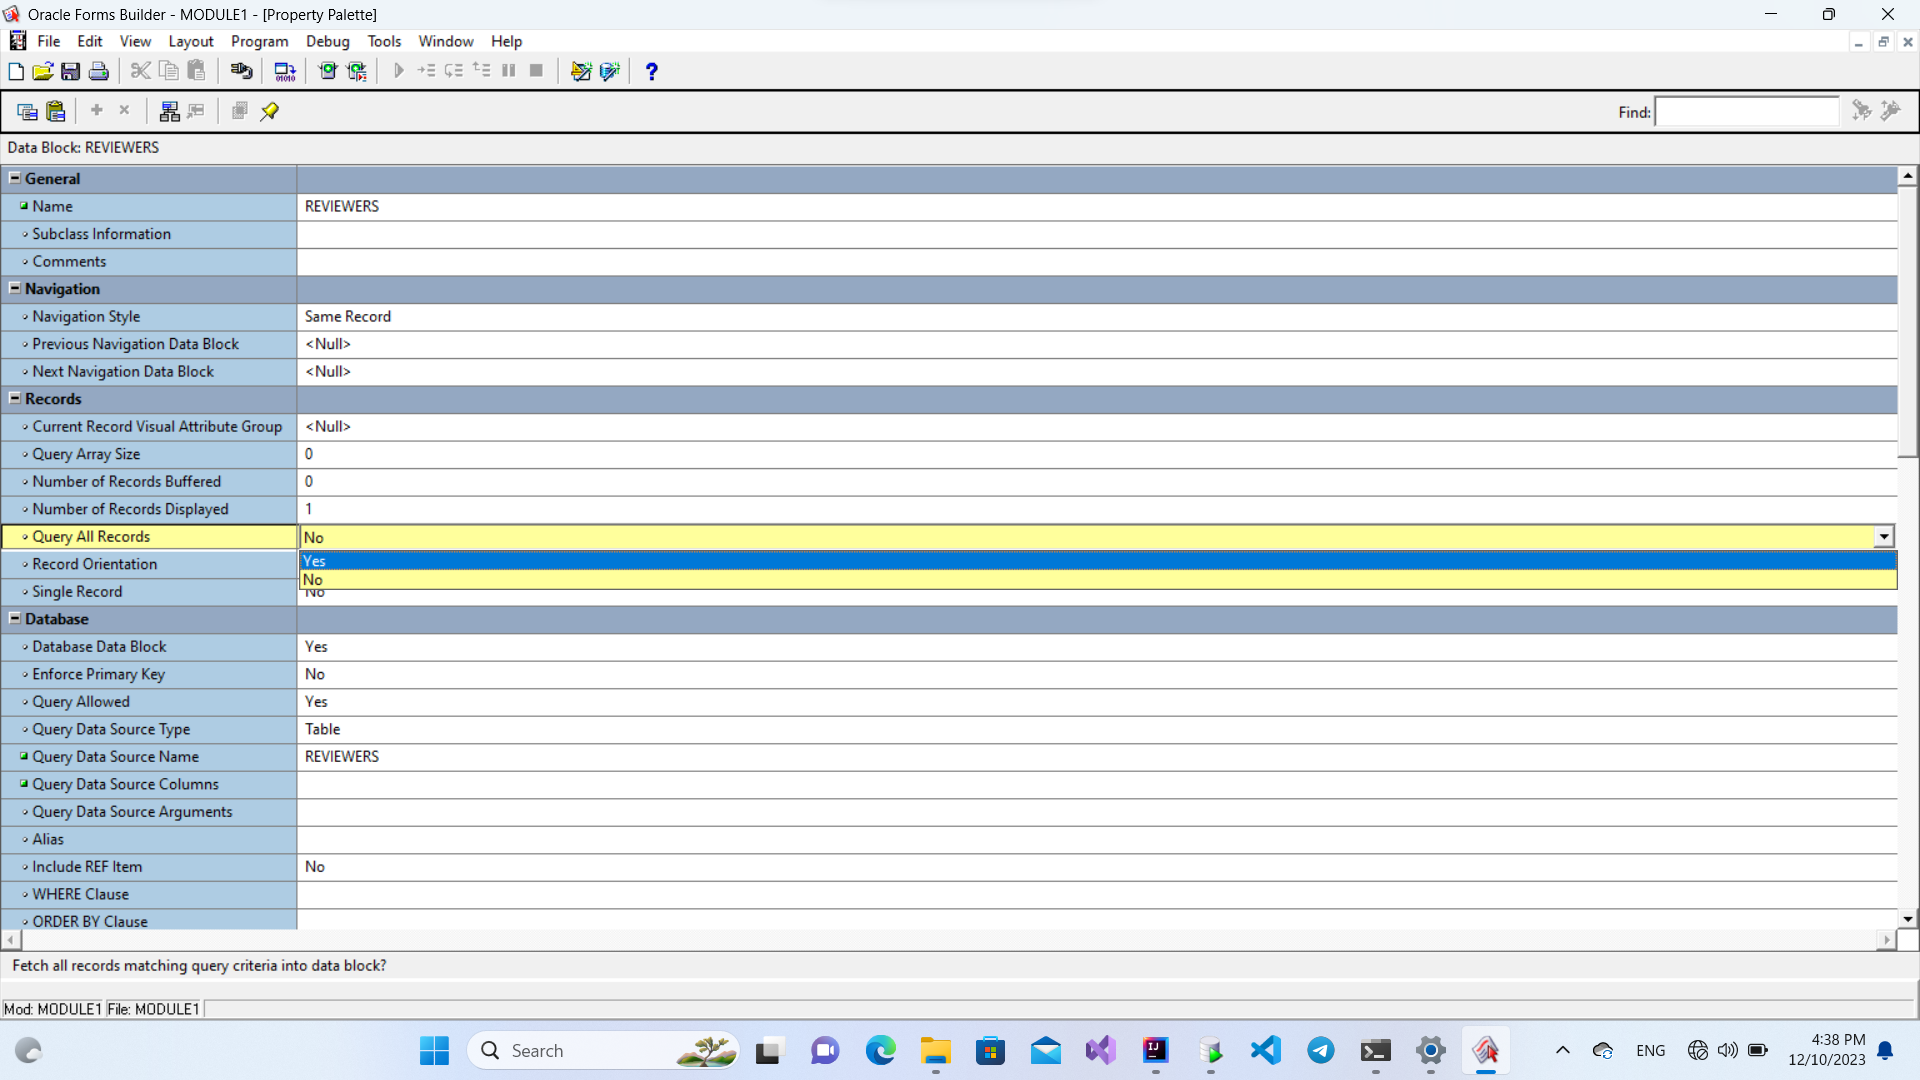 Oracle Forms Builder - MODULE1 - [Property Palette]
File Edit View Layout Program Debug Tools Window Help
Find:
Data Block: REVIEWERS
General
Name REVIEWERS
Subclass Information
Comments
Navigation
Navigation Style Same Record
Previous Navigation Data Block <Null>
Next Navigation Data Block <Null>
Records
Current Record Visual Attribute Group <Null>
Query Array Size 0
Number of Records Buffered 0
Number of Records Displayed 1
Query All Records No
Record Orientation Yes
No
Single Record No
Database
Database Data Block Yes
Enforce Primary Key No
Query Allowed Yes
Query Data Source Type Table
Query Data Source Name REVIEWERS
Query Data Source Columns
Query Data Source Arguments
Alias
Include REF Item No
WHERE Clause
ORDER BY Clause
Fetch all records matching query criteria into data block?
Mod: MODULE1 File: MODULE1
Search
ENG
4:38 PM
12/10/2023